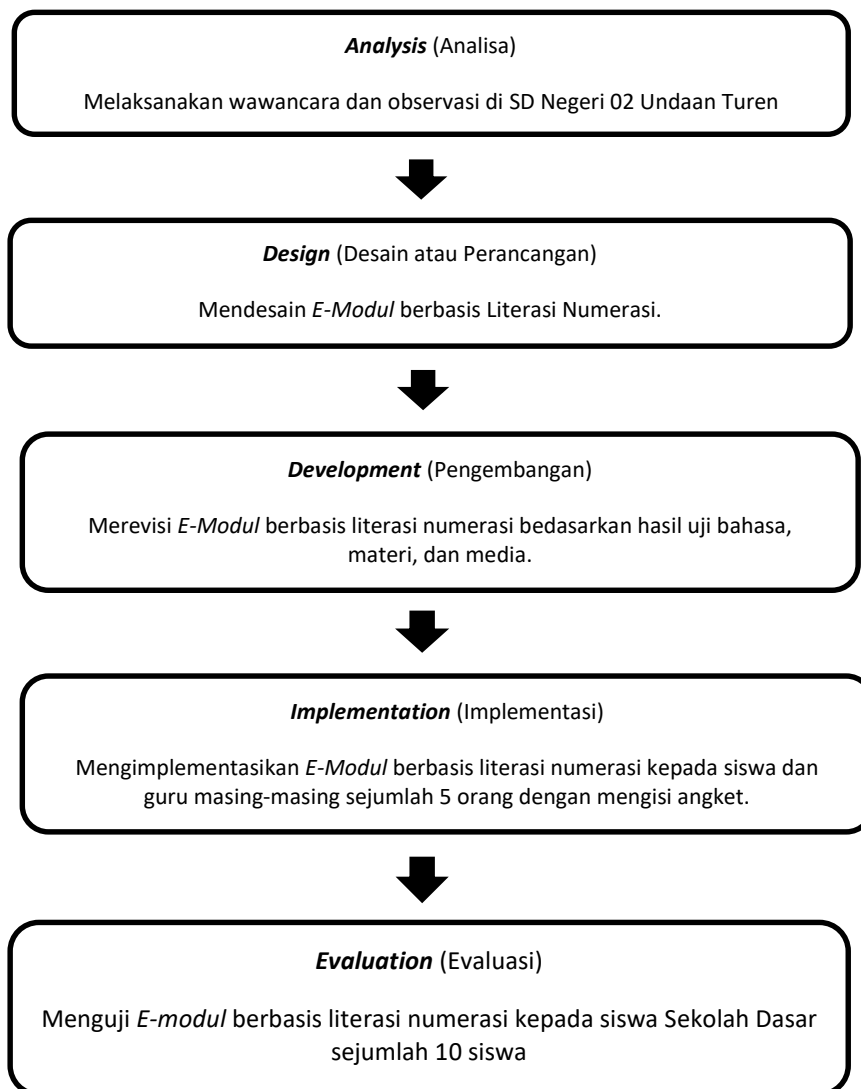 Analysis (Analisa)
Melaksanakan wawancara dan observasi di SD Negeri 02 Undaan Turen
Design (Desain atau Perancangan)
Mendesain E-Modul berbasis Literasi Numerasi.
Development (Pengembangan)
Merevisi E-Modul berbasis literasi numerasi bedasarkan hasil uji bahasa,
materi, dan media.
Implementation (Implementasi)
Mengimplementasikan E-Modul berbasis literasi numerasi kepada siswa dan
guru masing-masing sejumlah 5 orang dengan mengisi angket.
Evaluation (Evaluasi)
Menguji E-modul berbasis literasi numerasi kepada siswa Sekolah Dasar
sejumlah 10 siswa